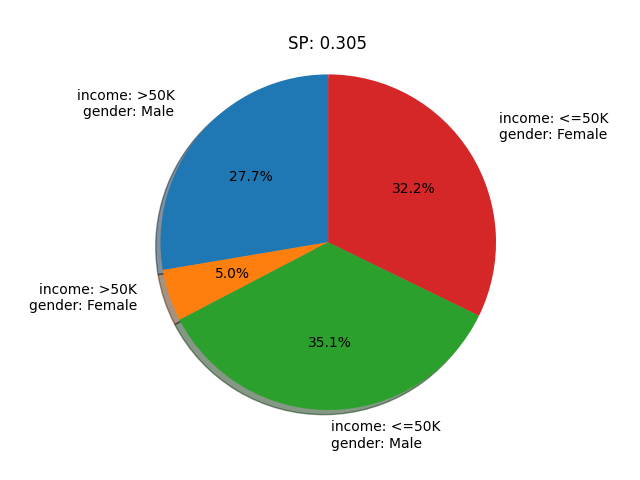 SP: 0.305
income: >50K
gender: Male
income: <=50K
gender: Female
27.7%
32.2%
5.0%
income: >50K
gender: Female
35.1%
income: <=50K
gender: Male